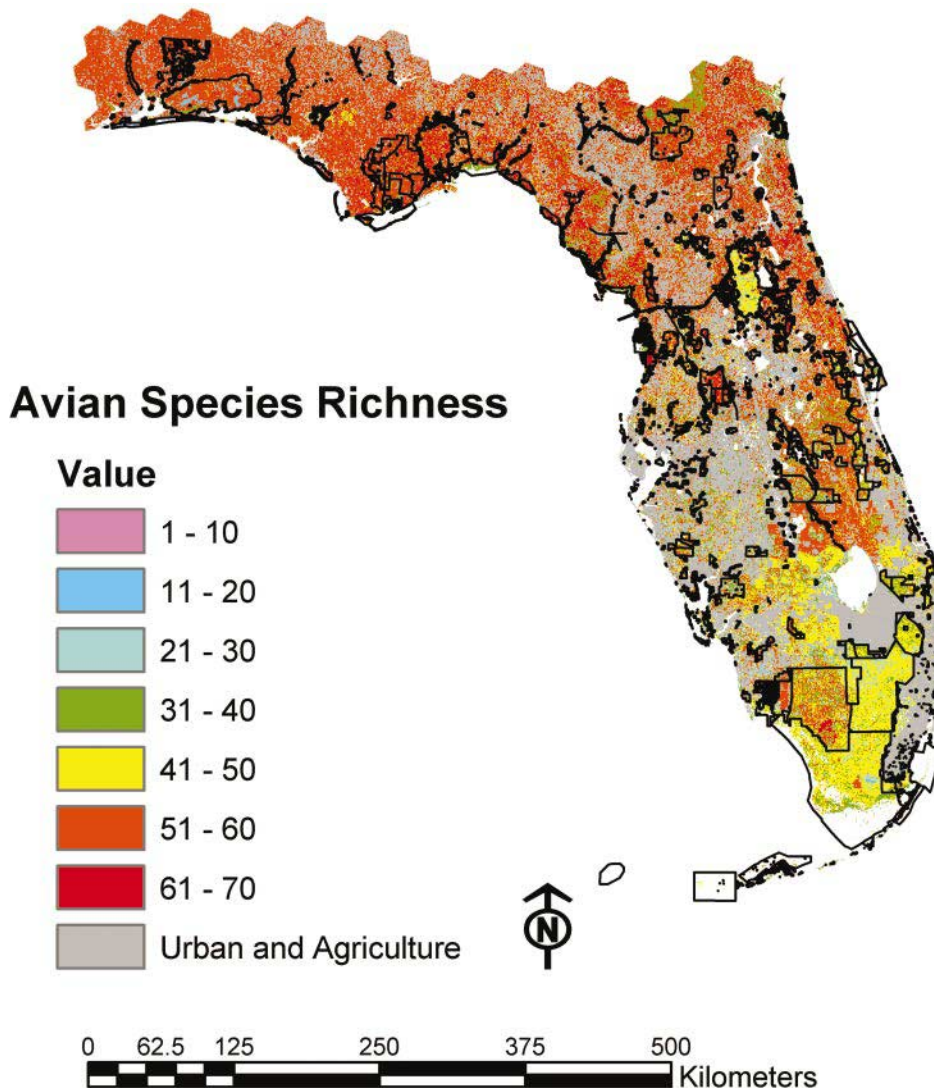 Avian Species Richness
Value
1 - 10
11 - 20
21 - 30
31 - 40
41 - 50
51 - 60
61 - 70
Urban and Agriculture
N
0 62.5 125 250 375 500
Kilometers